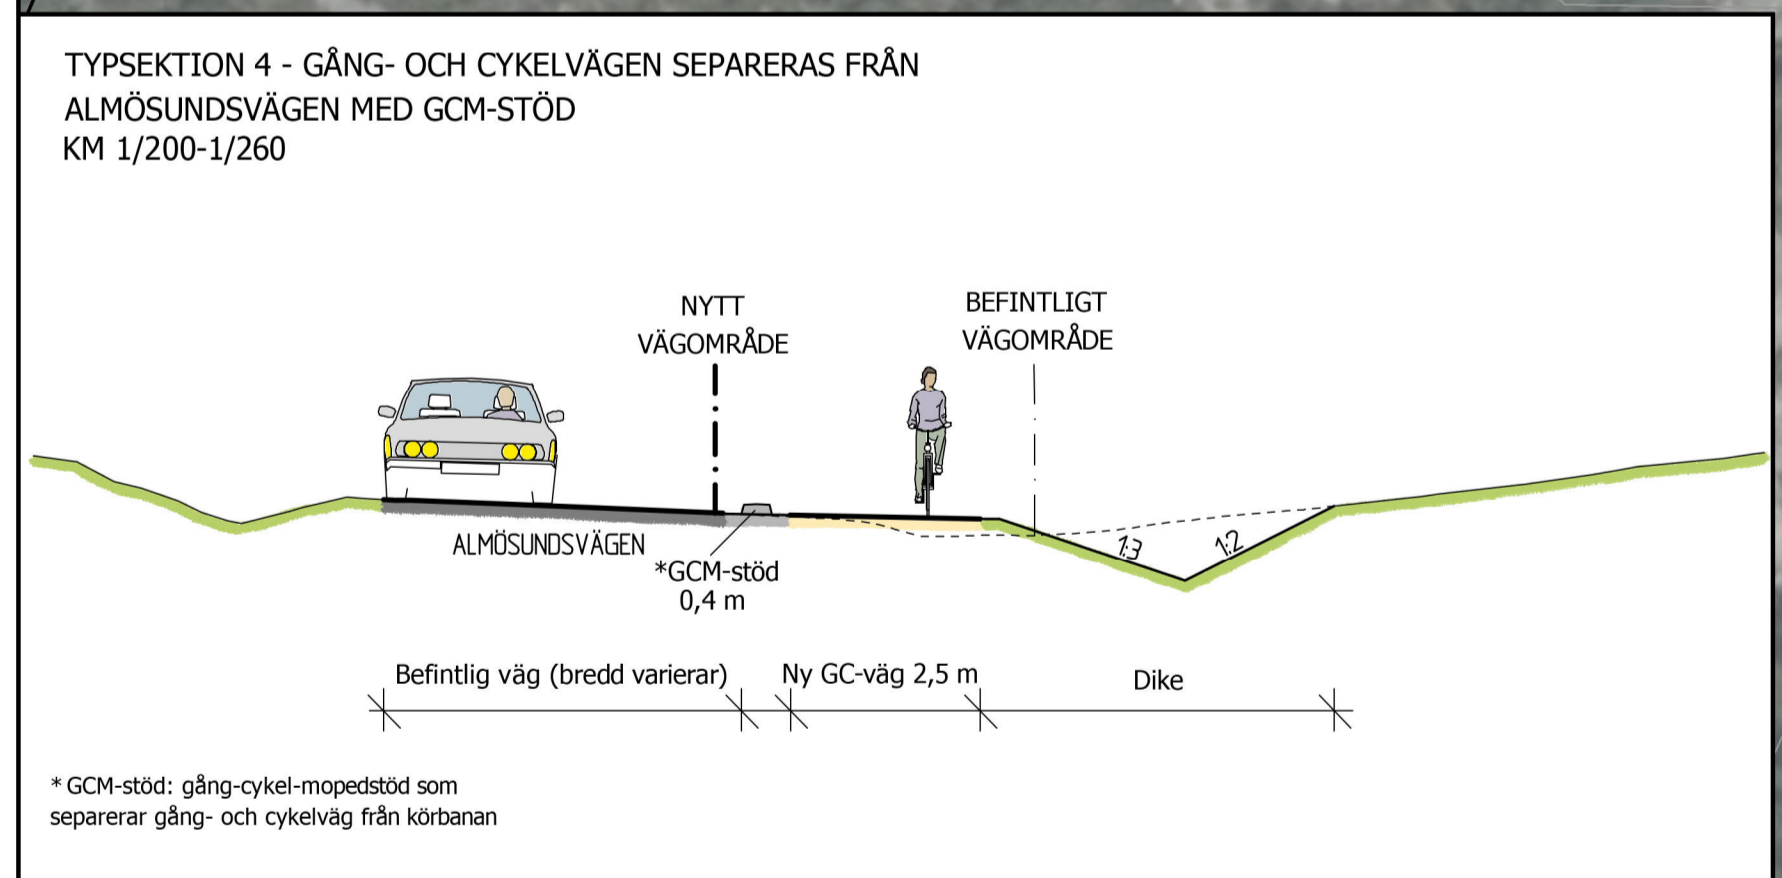 TYPSEKTION 4 - GÅNG- OCH CYKELVÄGEN SEPARERAS FRÅN
ALMÖSUNDSVÄGEN MED GCM-STÖD
KM 1/200-1/260
NYTT
VÄGOMRÅDE
BEFINTLIGT
VÄGOMRÅDE
ALMÖSUNDSVÄGEN
*GCM-stöd
0,4 m
1:3
1:2
Befintlig väg (bredd varierar)
Ny GC-väg 2,5 m
Dike
* GCM-stöd: gång-cykel-mopedstöd som
separerar gång- och cykelväg från körbanan